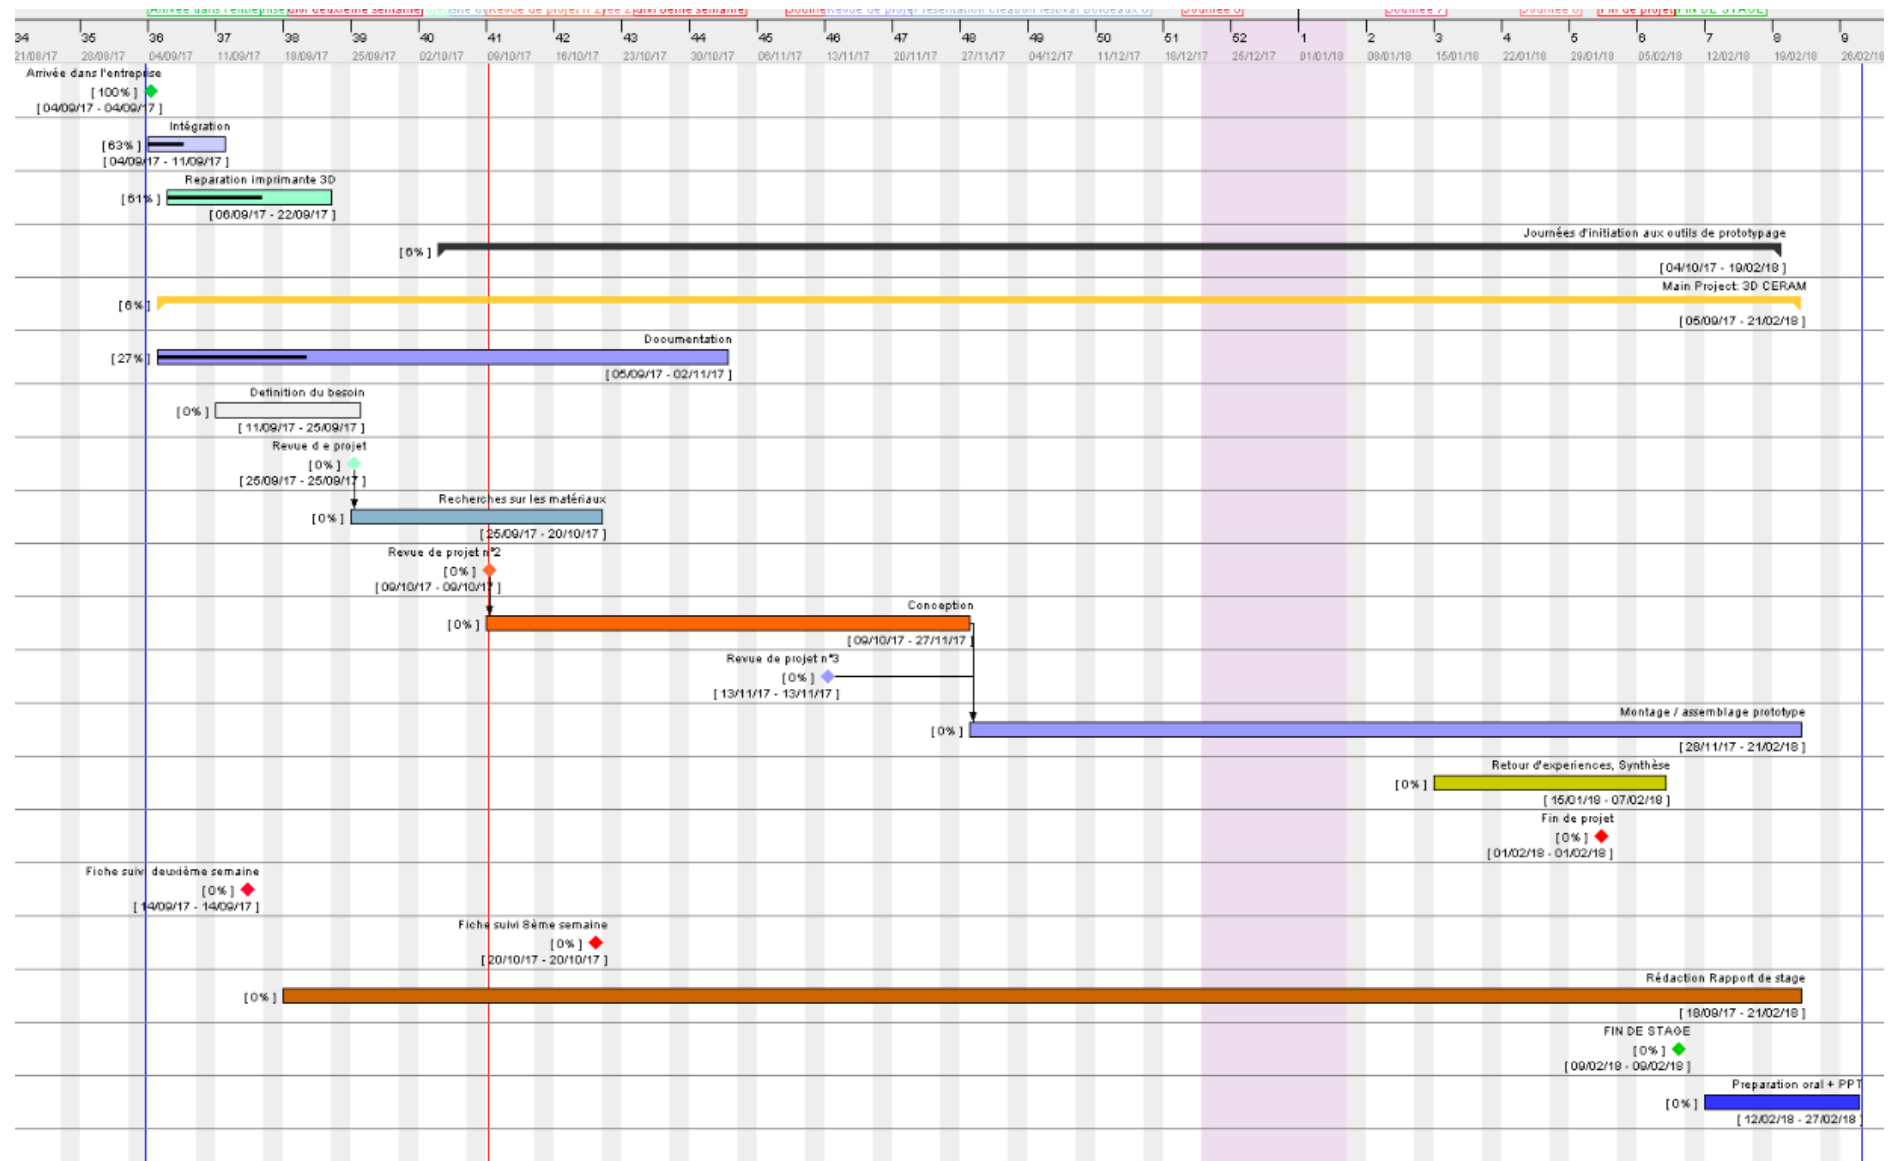 34 35 36 37 38 39 40 41 42 43 44 45 46 47 48 49 50 51 52 1 2 3 4 5 6 7 8 9
21/08/17 28/08/17 04/09/17 11/09/17 18/09/17 25/09/17 02/10/17 09/10/17 16/10/17 23/10/17 30/10/17 06/11/17 13/11/17 20/11/17 27/11/17 04/12/17 11/12/17 18/12/17 25/12/17 01/01/18 08/01/18 15/01/18 22/01/18 29/01/18 05/02/18 12/02/18 19/02/18 26/02/18
Arrivée dans l'entreprise
[ 100% ]
[ 04/09/17 - 04/09/17 ]
Intégration
[ 63% ]
[ 04/09/17 - 11/09/17 ]
Reparation imprimante 3D
[ 61% ]
[ 06/09/17 - 22/09/17 ]
Journées d'initiation aux outils de prototypage
[ 6% ]
[ 04/10/17 - 19/02/18 ]
Main Project: 3D CERAM
[ 6% ]
[ 05/09/17 - 21/02/18 ]
Documentation
[ 27% ]
[ 05/09/17 - 02/11/17 ]
Definition du besoin
[ 0% ]
[ 11/09/17 - 25/09/17 ]
Revue d e projet
[ 0% ]
[ 25/09/17 - 25/09/17 ]
Recherches sur les matériaux
[ 0% ]
[ 25/09/17 - 20/10/17 ]
Revue de projet n°2
[ 0% ]
[ 09/10/17 - 09/10/17 ]
Conception
[ 0% ]
[ 09/10/17 - 27/11/17 ]
Revue de projet n°3
[ 0% ]
[ 13/11/17 - 13/11/17 ]
Montage / assemblage prototype
[ 0% ]
[ 28/11/17 - 21/02/18 ]
Retour d'experiences, Synthèse
[ 0% ]
[ 15/01/18 - 07/02/18 ]
Fin de projet
[ 0% ]
[ 01/02/18 - 01/02/18 ]
Fiche suivi deuxième semaine
[ 0% ]
[ 14/09/17 - 14/09/17 ]
Fiche suivi 8ème semaine
[ 0% ]
[ 20/10/17 - 20/10/17 ]
Rédaction Rapport de stage
[ 0% ]
[ 18/09/17 - 21/02/18 ]
FIN DE STAGE
[ 0% ]
[ 09/02/18 - 09/02/18 ]
Preparation oral + PPT
[ 0% ]
[ 12/02/18 - 27/02/18 ]